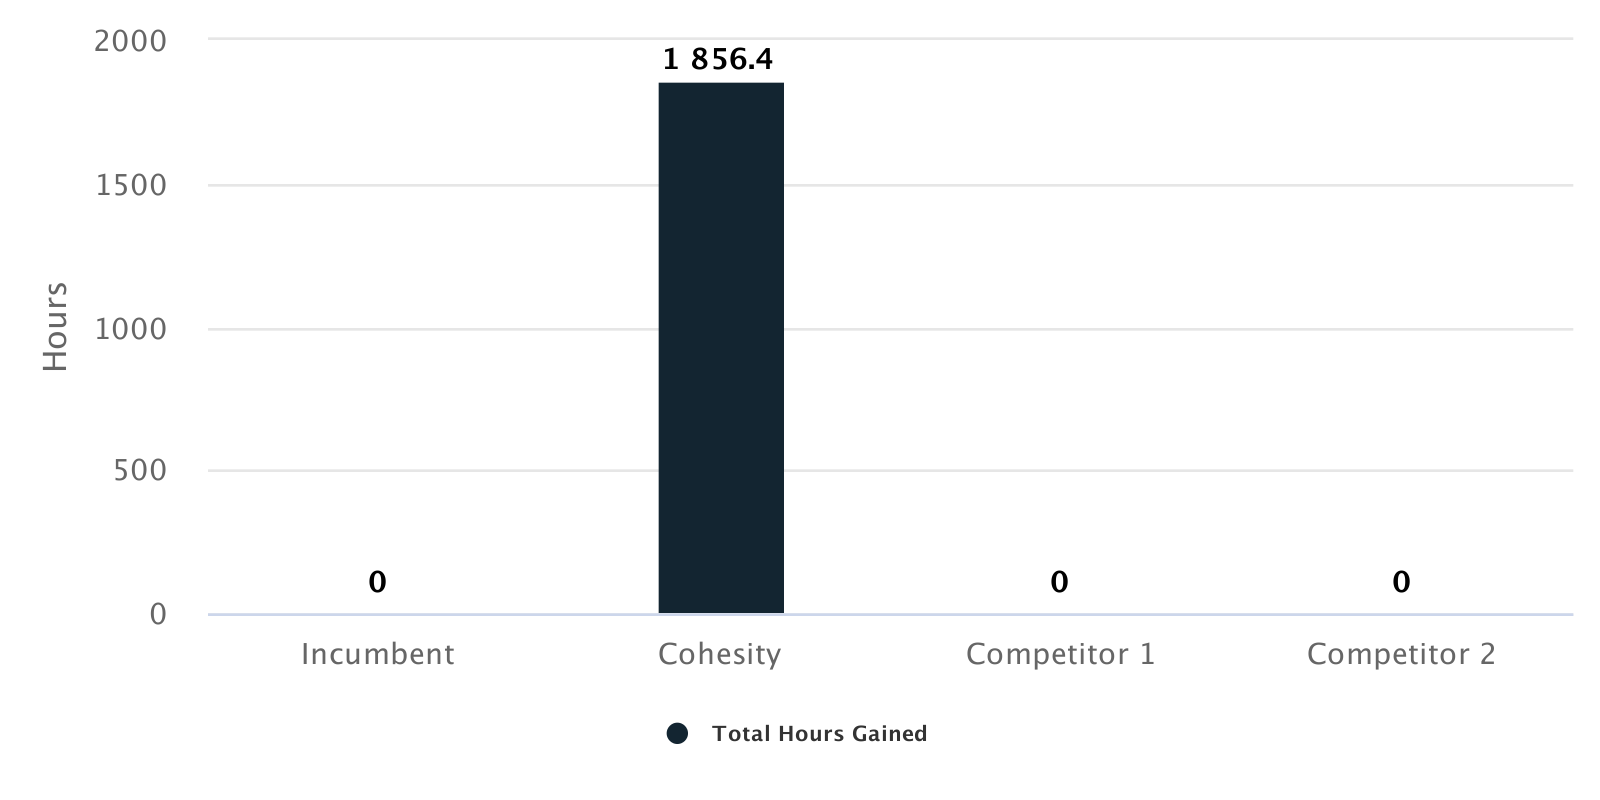 2000
1 856.4
1500
1000
Hours
500
0
0
0
0
Incumbent
Cohesity
Competitor 1
Competitor 2
Total Hours Gained